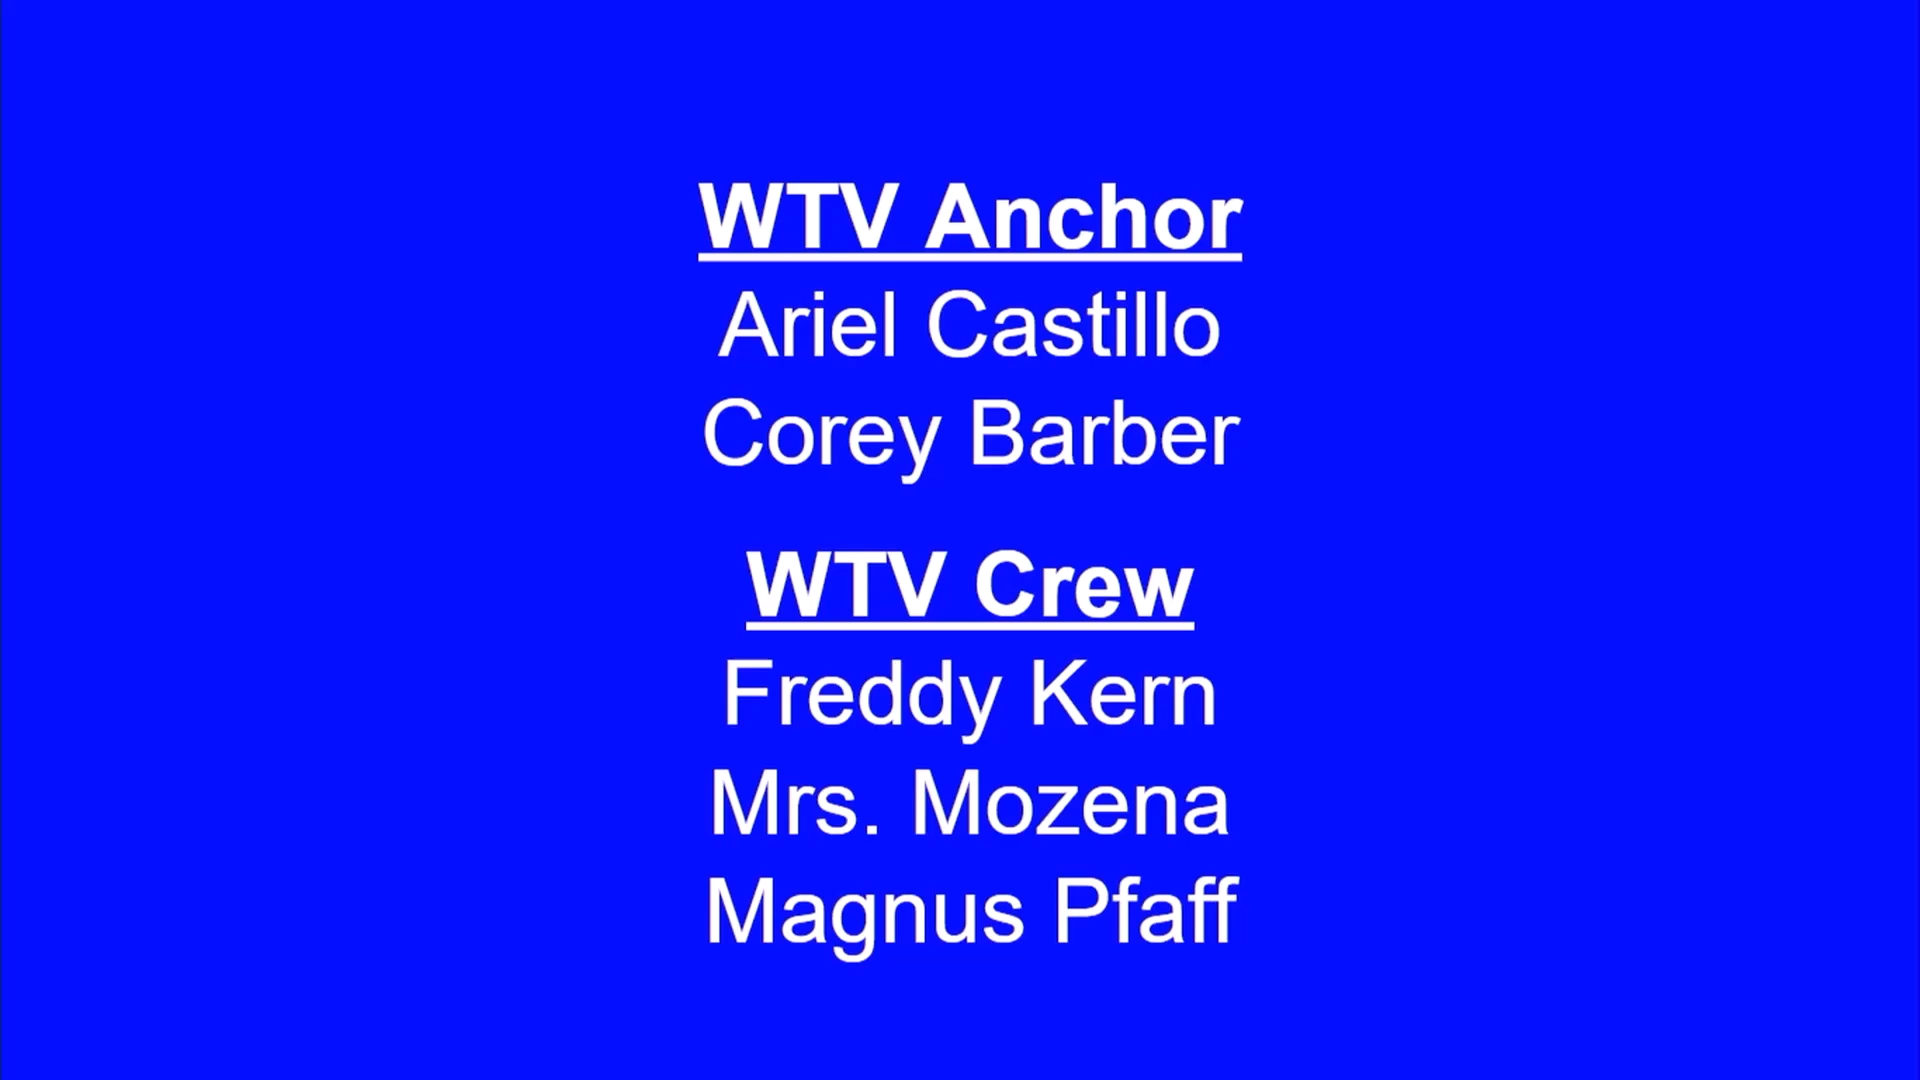 WTV Anchor
Ariel Castillo
Corey Barber
WTV Crew
Freddy Kern
Mrs. Mozena
Magnus Pfaff